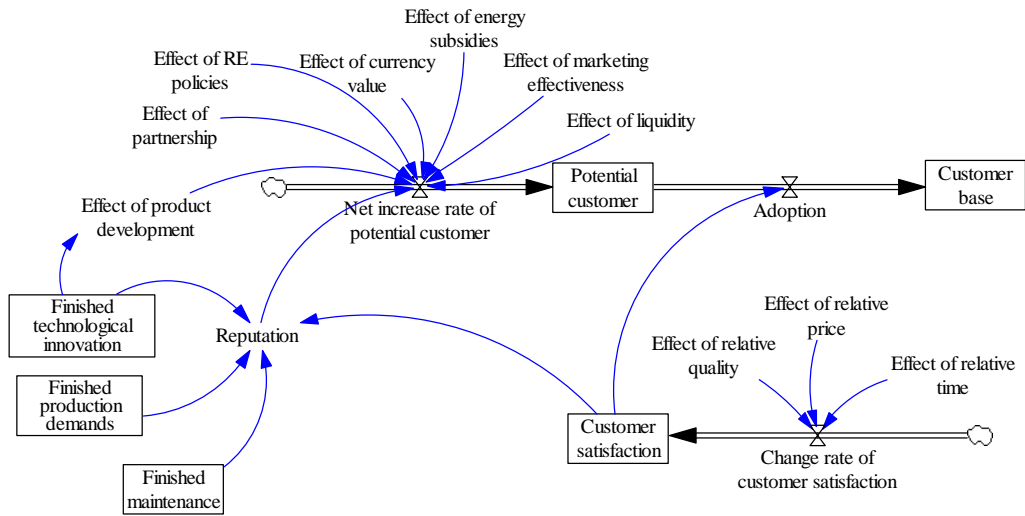 Effect of energy
subsidies
Effect of RE
policies
Effect of currency
value
Effect of marketing
effectiveness
Effect of
partnership
Effect of liquidity
Potential
customer
Customer
base
Effect of product
development
Net increase rate of
potential customer
Adoption
Finished
technological
innovation
Reputation
Effect of relative
price
Effect of relative
quality
Effect of relative
time
Finished
production
demands
Customer
satisfaction
Change rate of
customer satisfaction
Finished
maintenance